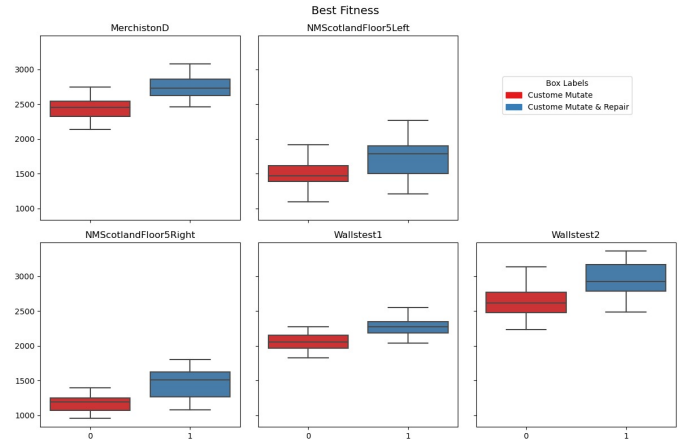 Best Fitness
MerchistonD
NMScotlandFloor5Left
3000
2500
2000
1500
1000
Box Labels
Custome Mutate
Custome Mutate & Repair
NMScotlandFloor5Right
Wallstest1
Wallstest2
3000
2500
2000
1500
1000
0
1
0
1
0
1